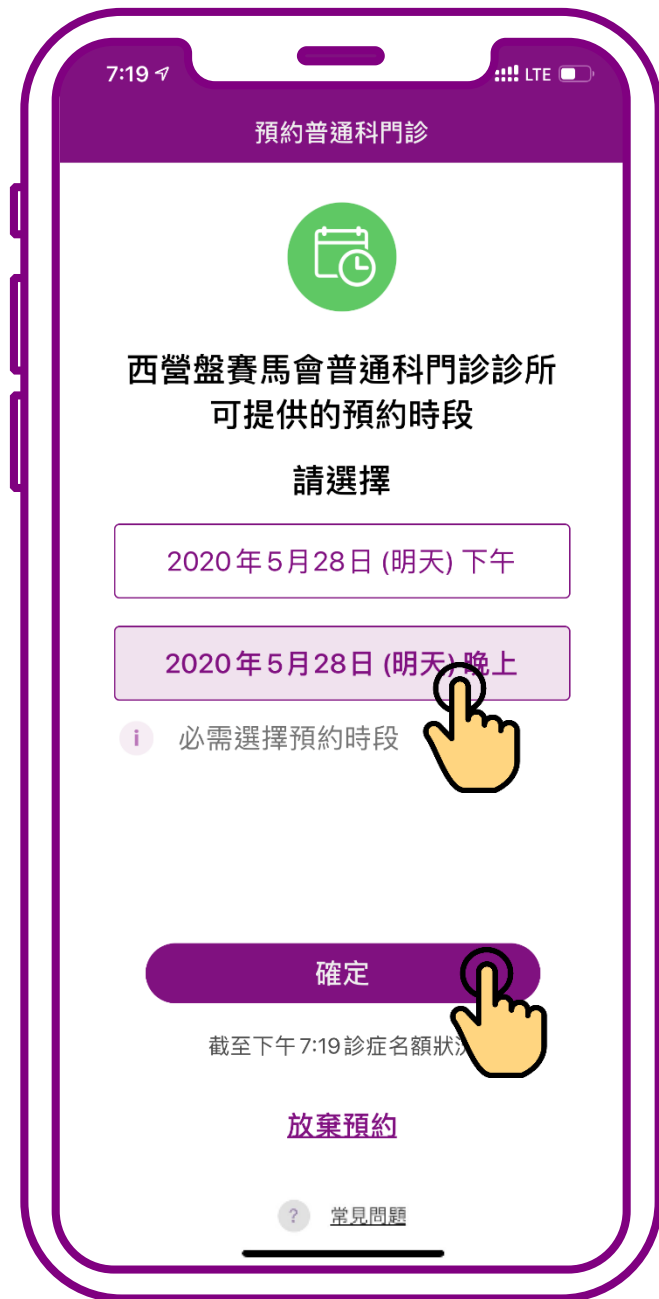 7:19
LTE
預約普通科門診
西營盤賽馬會普通科門診診所
可提供的預約時段
請選擇
2020年5月28日 (明天) 下午
2020年5月28日 (明天) 晚上
i 必需選擇預約時段
確定
截至下午7:19診症名額狀況
放棄預約
? 常見問題